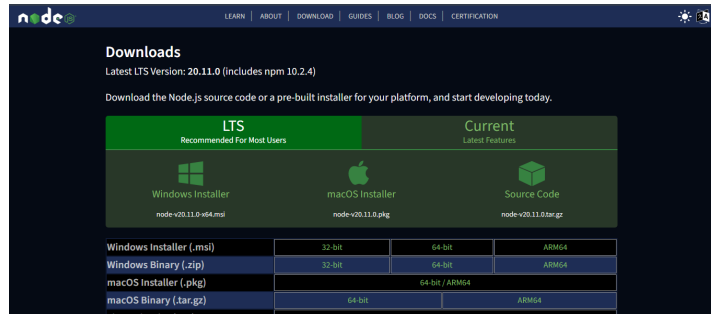 node JS
LEARN ABOUT DOWNLOAD GUIDES BLOG DOCS CERTIFICATION
Downloads
Latest LTS Version: 20.11.0 (includes npm 10.2.4)
Download the Node.js source code or a pre-built installer for your platform, and start developing today.
LTS Current
Recommended For Most Users Latest Features
Windows Installer macOS Installer Source Code
node-v20.11.0-x64.msi node-v20.11.0.pkg node-v20.11.0.tar.gz
Windows Installer (.msi) 32-bit 64-bit ARM64
Windows Binary (.zip) 32-bit 64-bit ARM64
macOS Installer (.pkg) 64-bit / ARM64
macOS Binary (.tar.gz) 64-bit ARM64